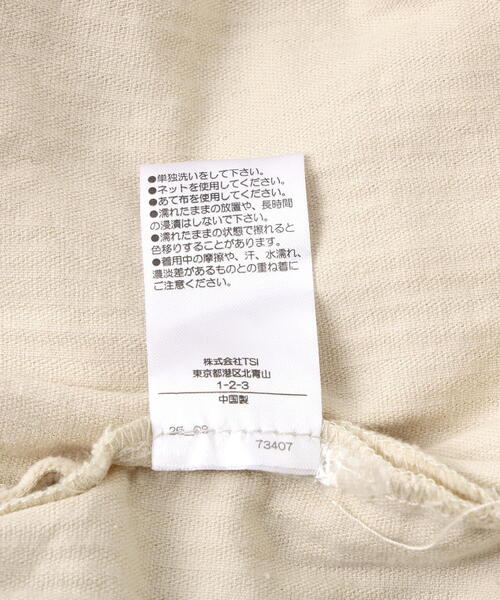 ●単独洗いをして下さい。
●ネットを使用してください。
●あて布を使用してください。
●濡れたままの放置や、長時間
の浸漬はしないで下さい。
●濡れたままの状態で擦れると
色移りすることがあります。
●着用中の摩擦や、汗、水濡れ、
濃淡差があるものとの重ね着に
ご注意ください。
株式会社TSI
東京都港区北青山
1-2-3
中国製
73407